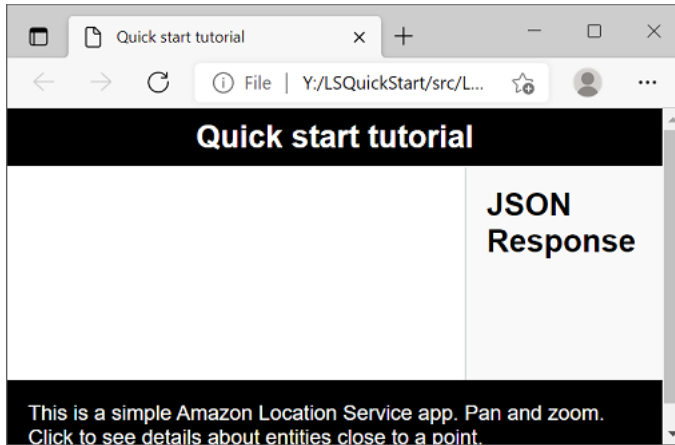 Quick start tutorial
File | Y:/LSQuickStart/src/L...
Quick start tutorial
JSON
Response
This is a simple Amazon Location Service app. Pan and zoom.
Click to see details about entities close to a point.